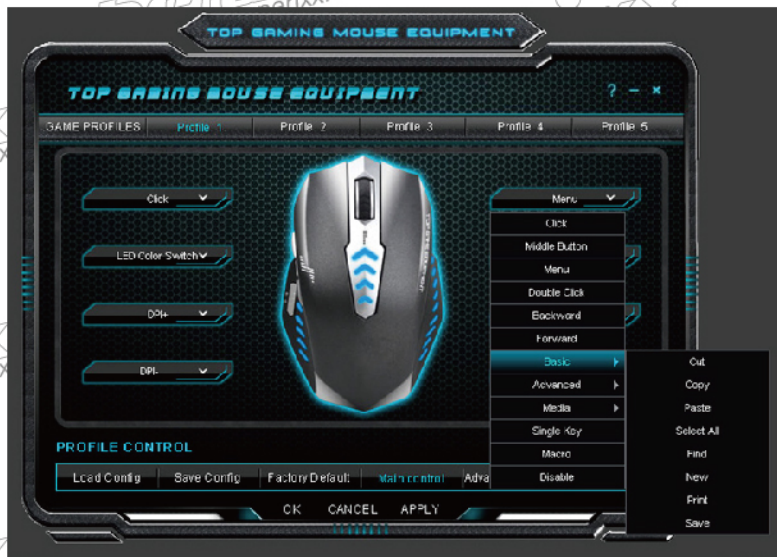 TOP GAMING MOUSE EQUIPMENT
TOP GAMING MOUSE EQUIPMENT ? – ×
GAME PROFILES Profile 1 Profile 2 Profile 3 Profile 4 Profile 5
Click
LED Color Switch
DPI+
DPI-
Menu
Click
Middle Button
Menu
Double Click
Backward
Forward
Basic
Advanced
Media
Single Key
Macro
Disable
Cut
Copy
Paste
Select All
Find
New
Print
Save
PROFILE CONTROL
Load Config Save Config Factory Default Main control Adva
OK CANCEL APPLY